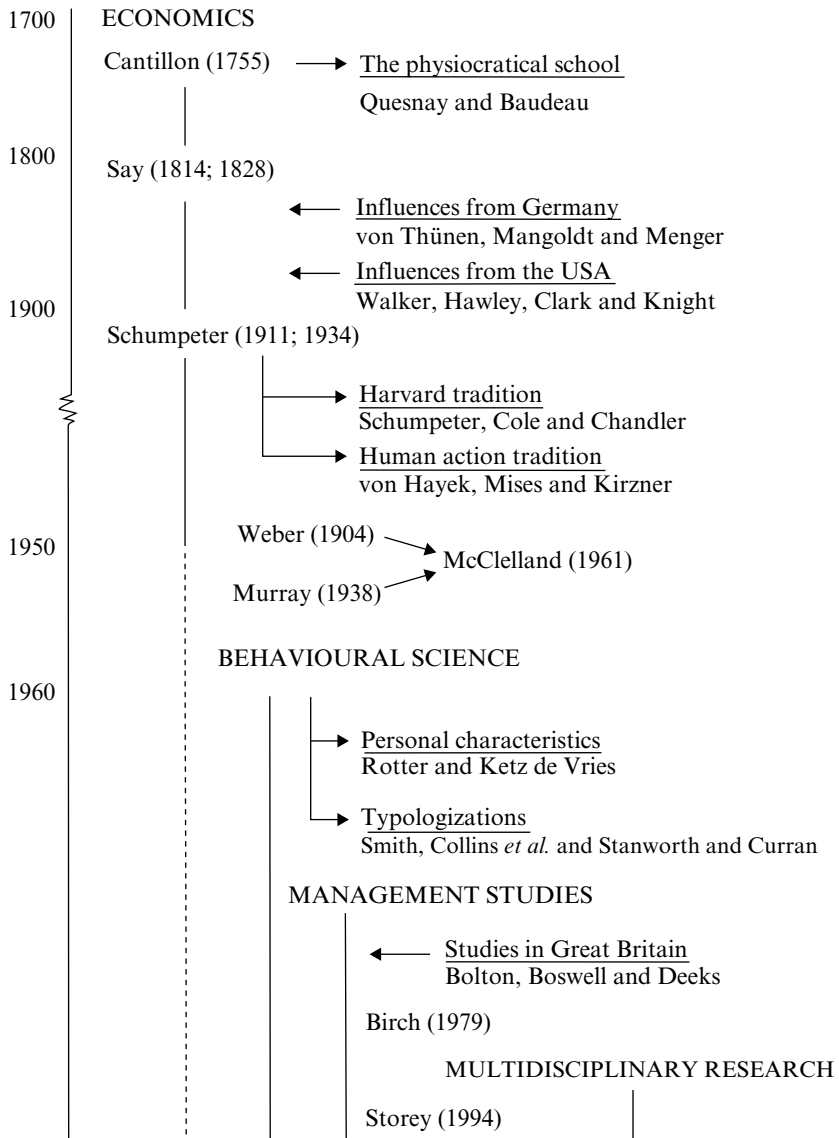 1700
ECONOMICS
Cantillon (1755)
The physiocratical school
Quesnay and Baudeau
1800
Say (1814; 1828)
Influences from Germany
von Thünen, Mangoldt and Menger
Influences from the USA
Walker, Hawley, Clark and Knight
1900
Schumpeter (1911; 1934)
Harvard tradition
Schumpeter, Cole and Chandler
Human action tradition
von Hayek, Mises and Kirzner
Weber (1904)
1950
McClelland (1961)
Murray (1938)
BEHAVIOURAL SCIENCE
1960
Personal characteristics
Rotter and Ketz de Vries
Typologizations
Smith, Collins et al. and Stanworth and Curran
MANAGEMENT STUDIES
Studies in Great Britain
Bolton, Boswell and Deeks
Birch (1979)
MULTIDISCIPLINARY RESEARCH
Storey (1994)